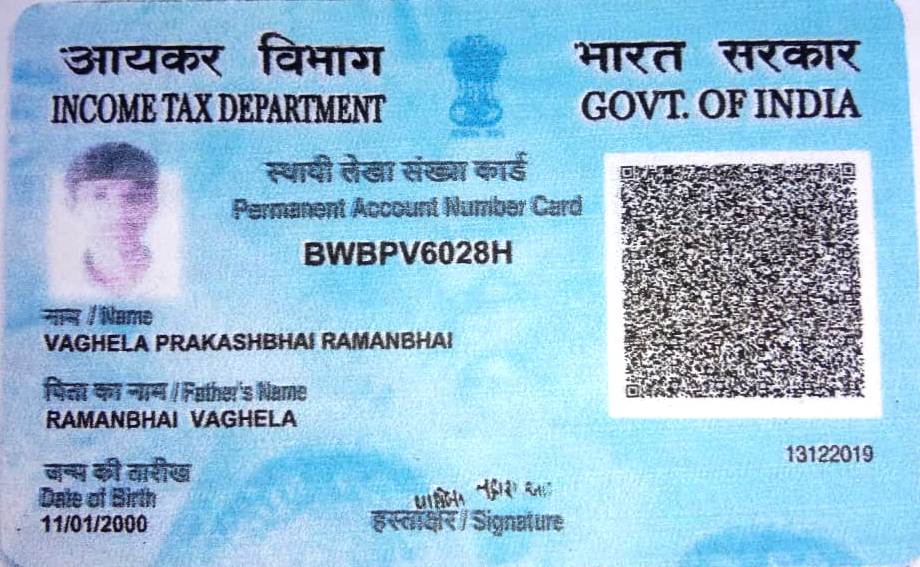 आयकर विभाग
INCOME TAX DEPARTMENT
भारत सरकार
GOVT. OF INDIA
स्थायी लेखा संख्या कार्ड
Permanent Account Number Card
BWBPV6028H
नाम / Name
VAGHELA PRAKASHBHAI RAMANBHAI
पिता का नाम / Father's Name
RAMANBHAI VAGHELA
जन्म की तारीख
Date of Birth
11/01/2000
हस्ताक्षर / Signature
13122019